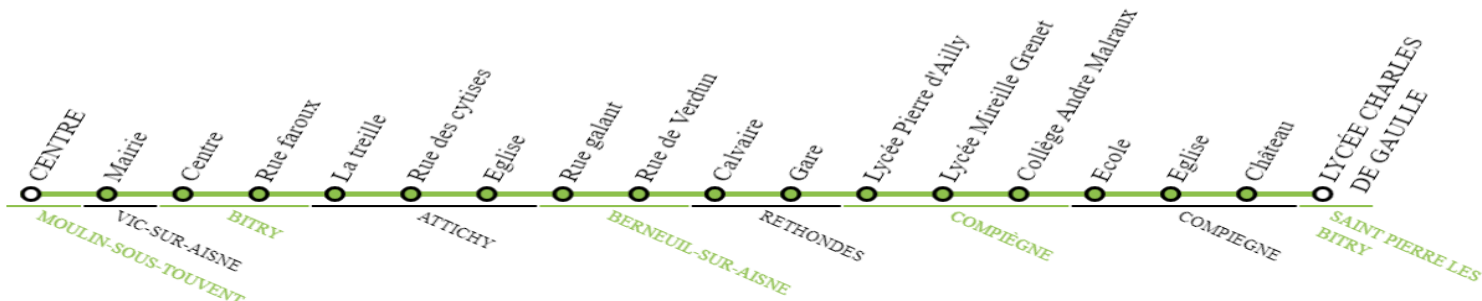 CENTRE
Mairie
Centre
Rue faroux
La treille
Rue des cytises
Eglise
Rue galant
Rue de Verdun
Calvaire
Gare
Lycée Pierre d'Ailly
Lycée Mireille Grenet
Collège Andre Malraux
Ecole
Eglise
Château
LYCÉE CHARLES
DE GAULLE
MOULIN-SOUS-TOUVENT
VIC-SUR-AISNE
BITRY
ATTICHY
BERNEUIL-SUR-AISNE
RETHONDES
COMPIÈGNE
COMPIEGNE
SAINT PIERRE LES
BITRY